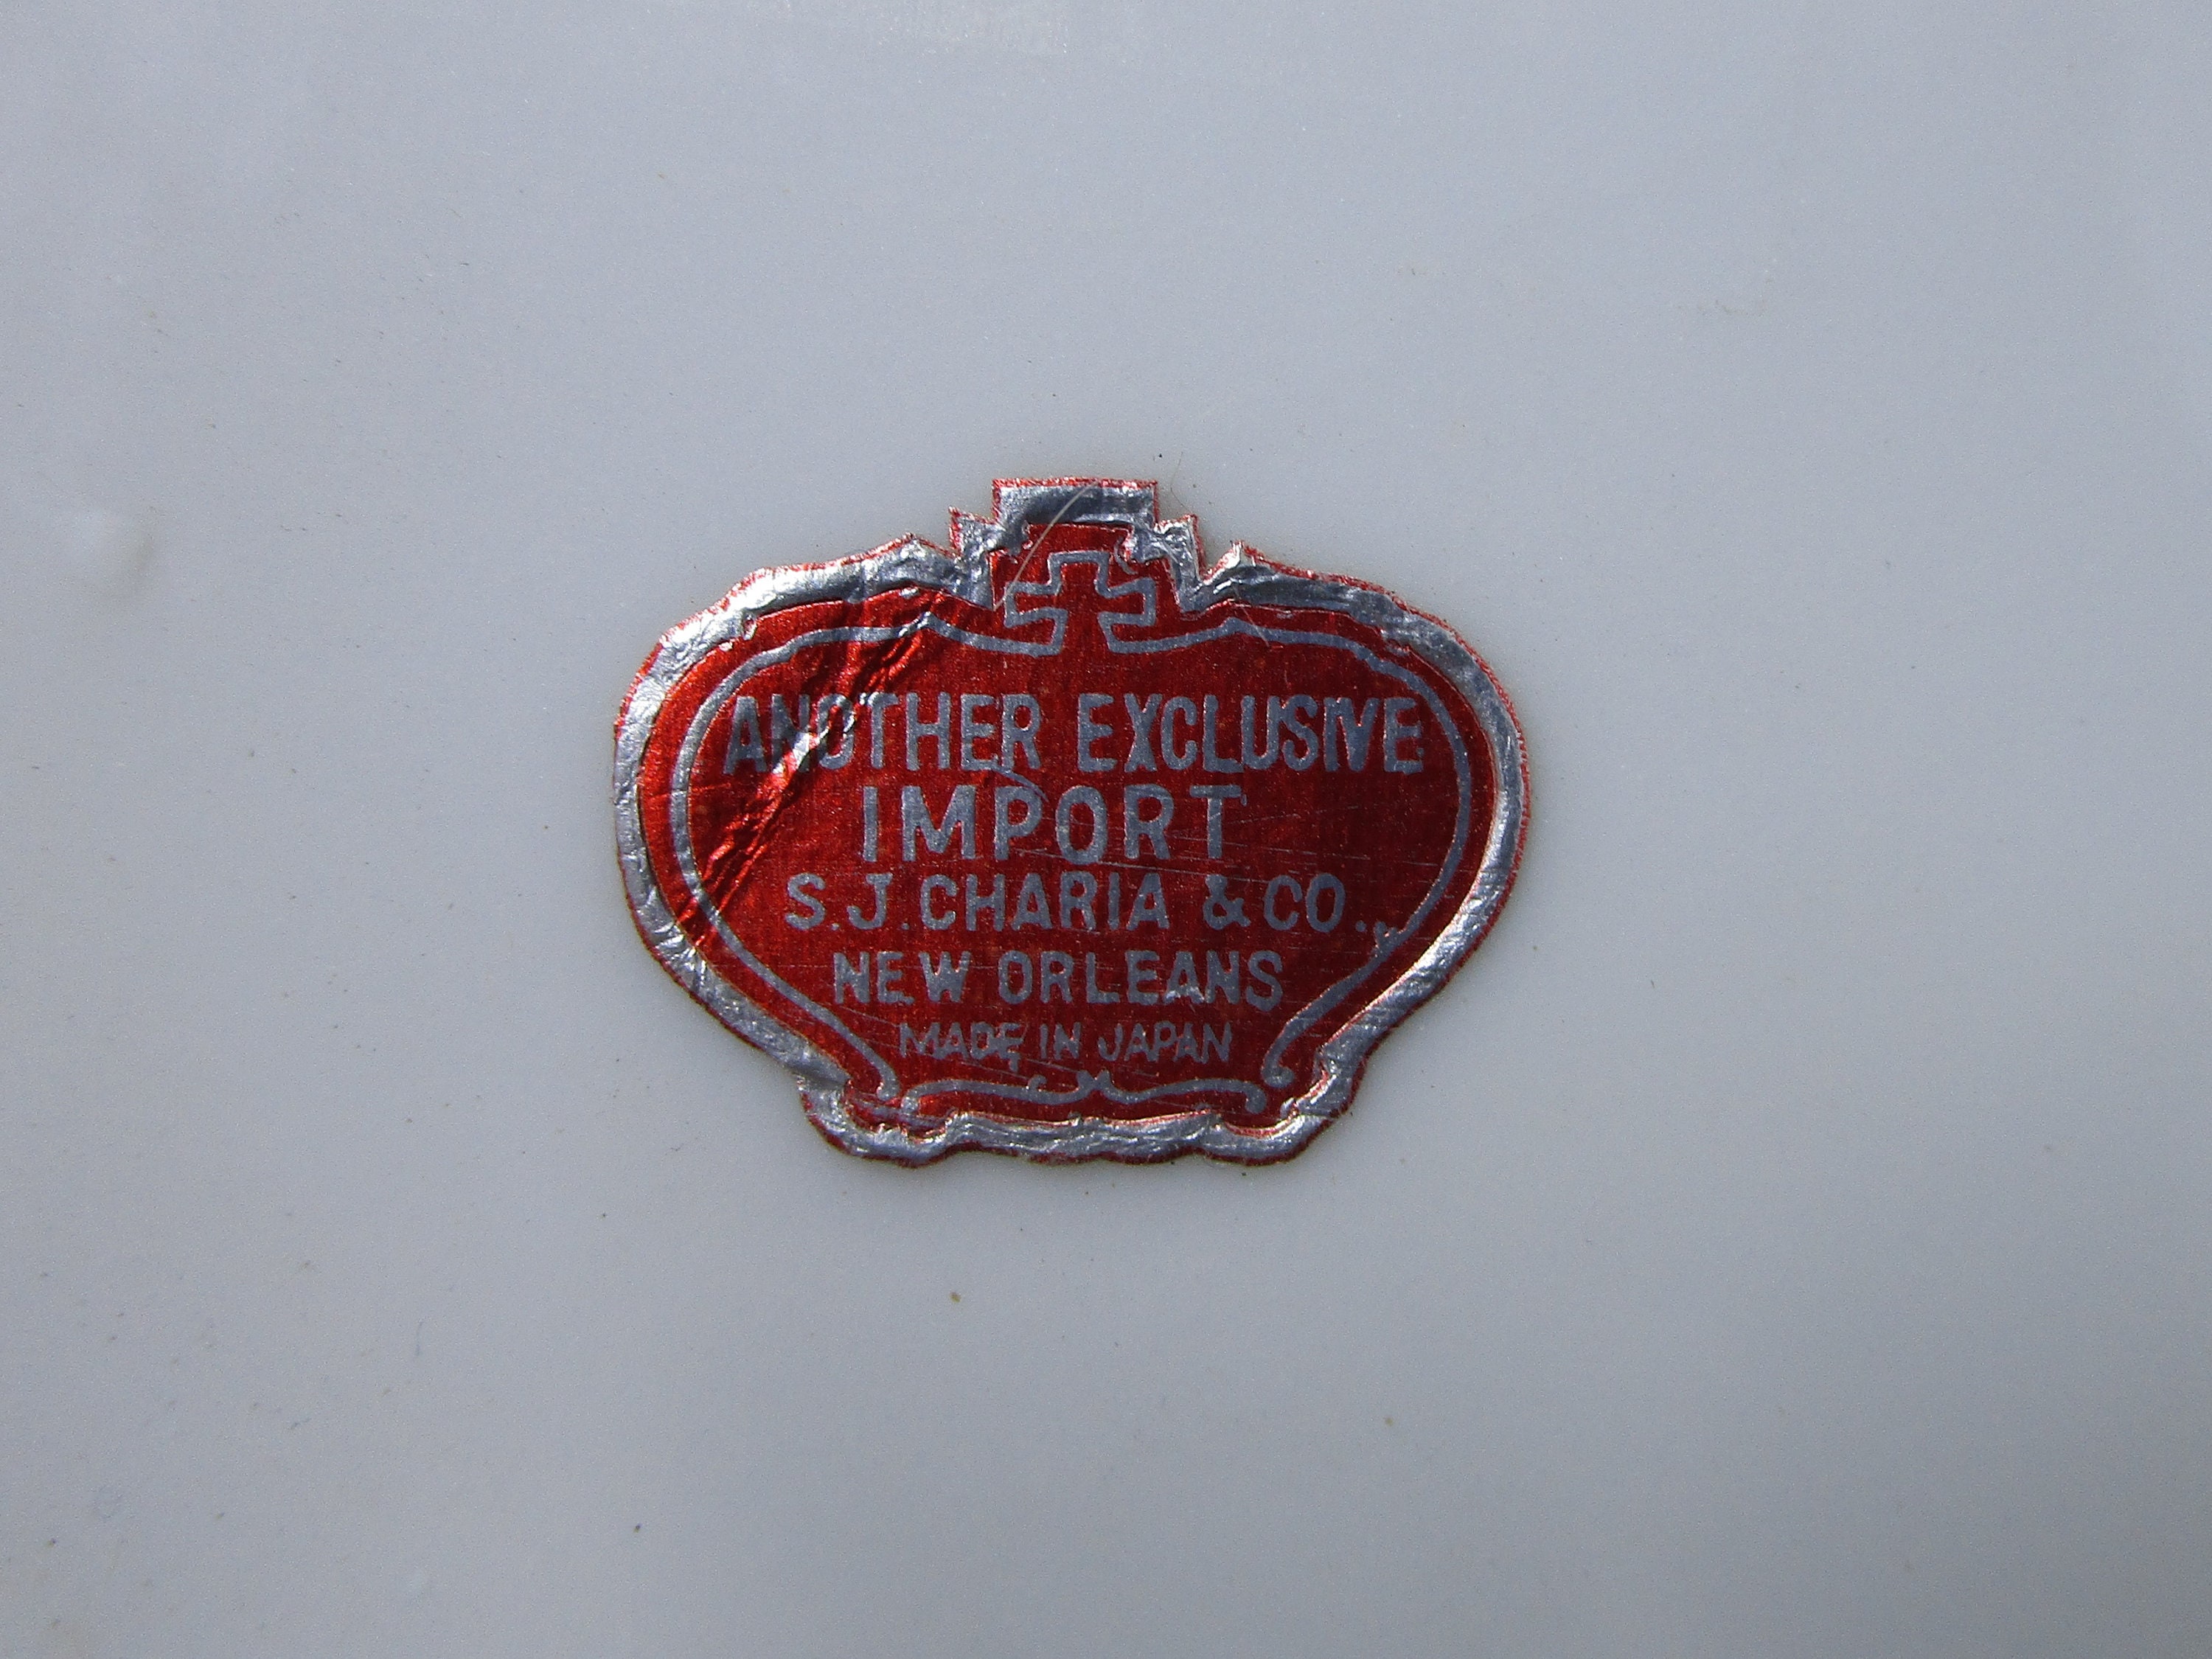 ANOTHER EXCLUSIVE
IMPORT
S.J. CHARIA & CO.,
NEW ORLEANS
MADE IN JAPAN